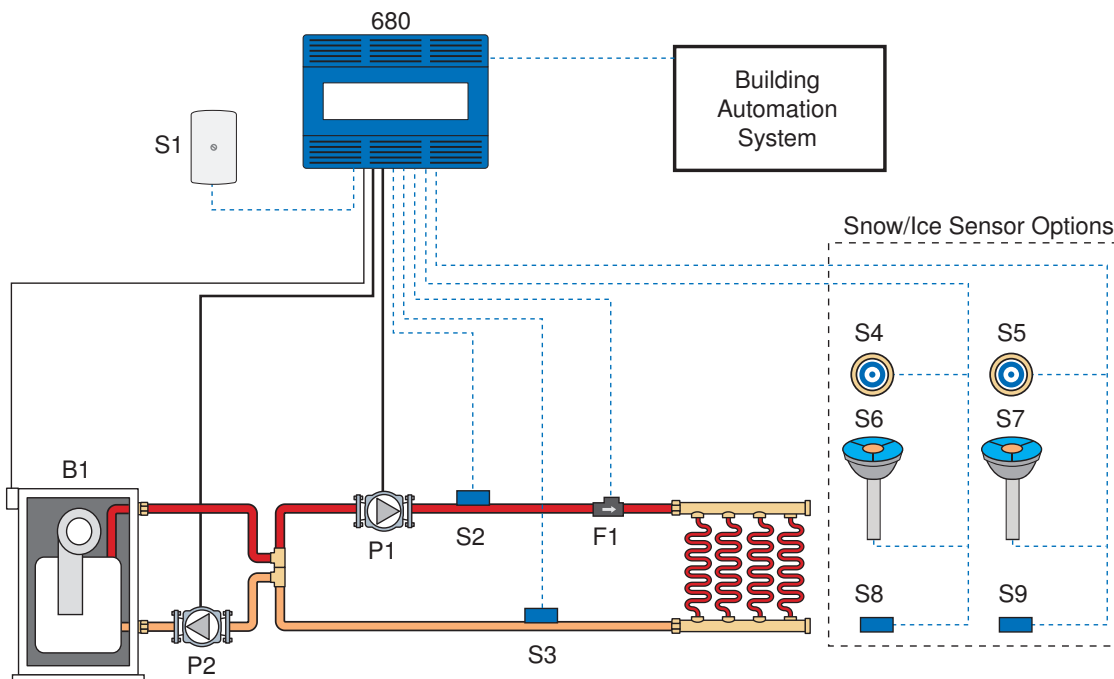 680
Building
Automation
System
S1
Snow/Ice Sensor Options
S4
S5
S6
S7
B1
P1
S2
F1
S8
S9
P2
S3